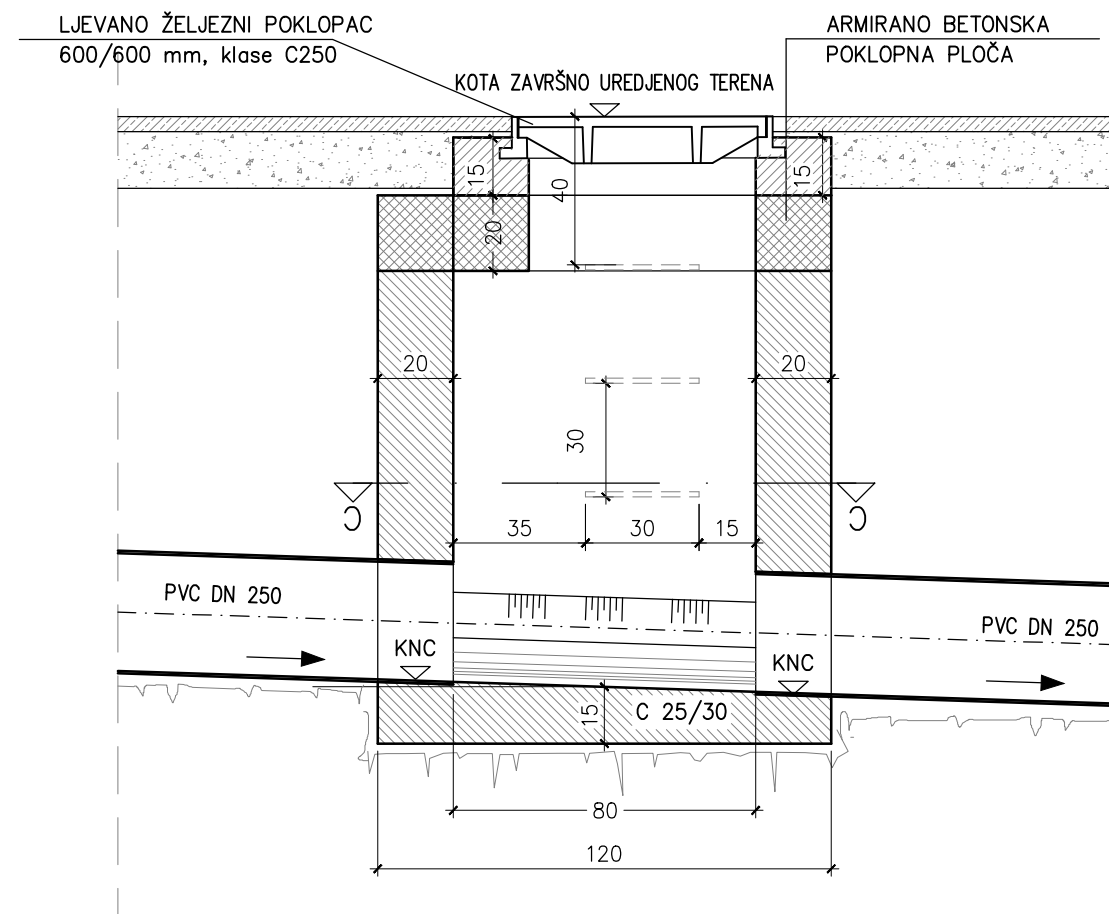 LJEVANO ŽELJEZNI POKLOPAC
600/600 mm, klase C250
ARMIRANO BETONSKA
POKLOPNA PLOČA
KOTA ZAVRŠNO UREDJENOG TERENA
15
40
15
20
20
20
30
C
C
35
30
15
PVC DN 250
PVC DN 250
KNC
KNC
15
C 25/30
80
120